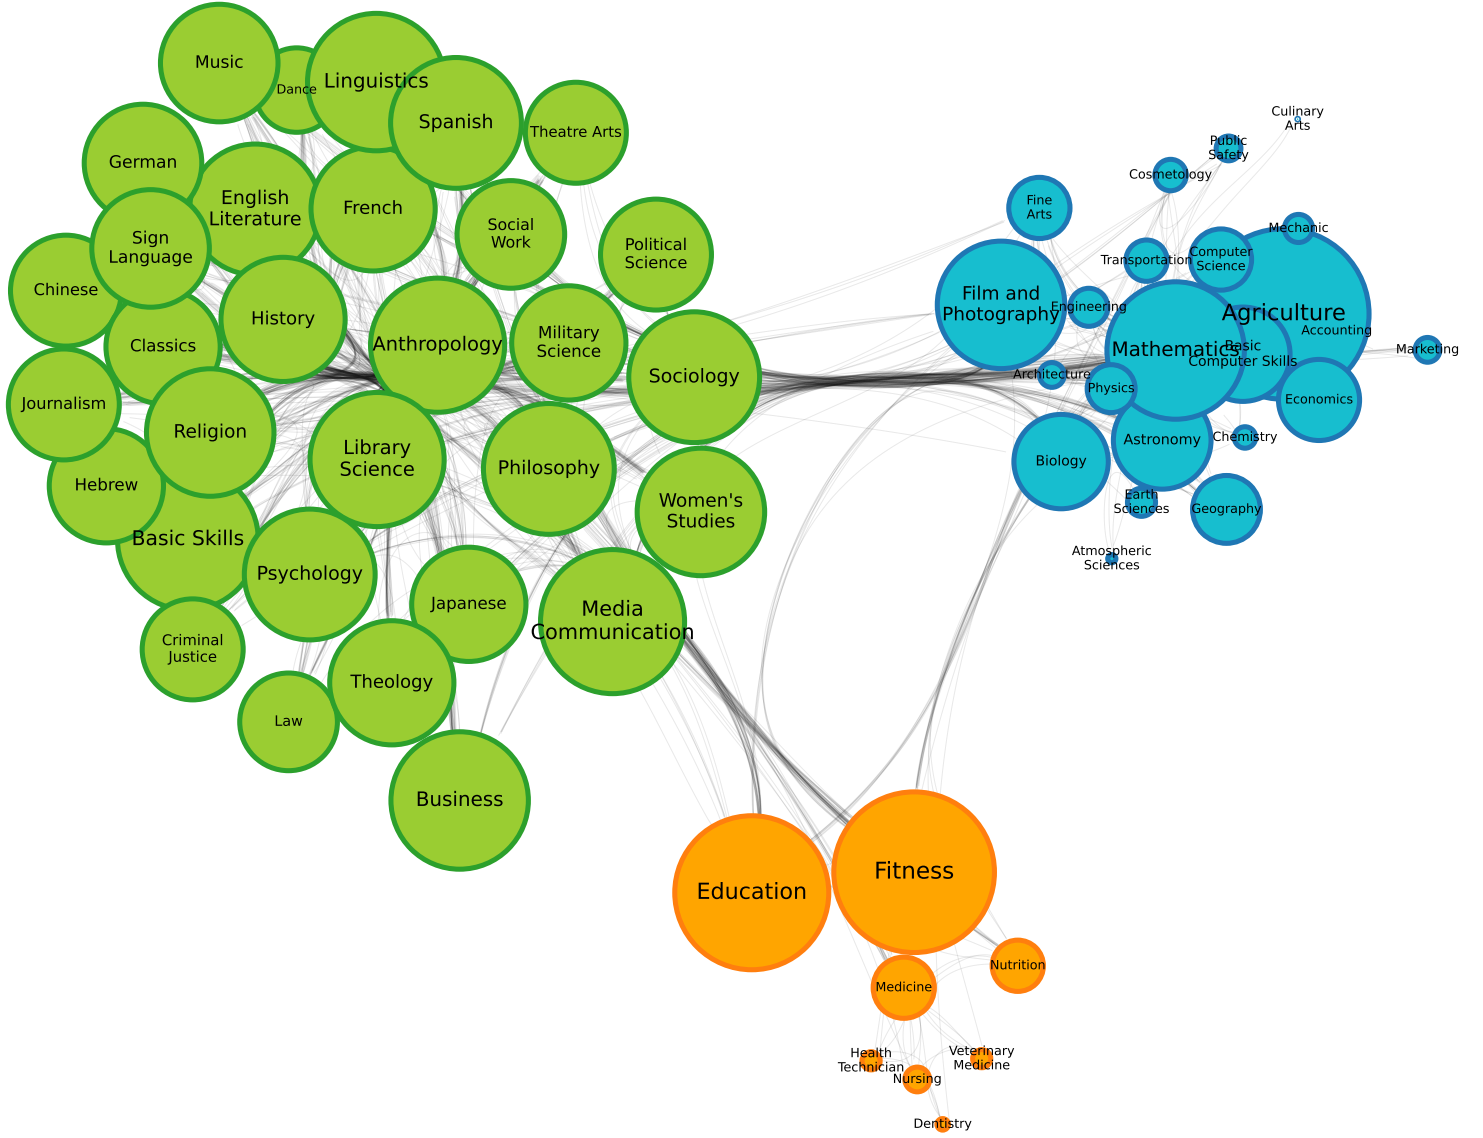 Music
Dance
Linguistics
Spanish
Theatre Arts
German
English
Literature
French
Social
Work
Political
Science
Sign
Language
Chinese
History
Classics
Anthropology
Military
Science
Sociology
Journalism
Religion
Library
Science
Philosophy
Hebrew
Women's
Studies
Basic Skills
Psychology
Japanese
Media
Communication
Criminal
Justice
Theology
Law
Business
Culinary
Arts
Public
Safety
Cosmetology
Fine
Arts
Mechanic
Transportation
Computer
Science
Film and
Photography
Engineering
Agriculture
Accounting
Mathematics
Basic
Computer Skills
Marketing
Architecture
Physics
Economics
Astronomy
Chemistry
Biology
Earth
Sciences
Geography
Atmospheric
Sciences
Education
Fitness
Nutrition
Medicine
Health
Technician
Veterinary
Medicine
Nursing
Dentistry